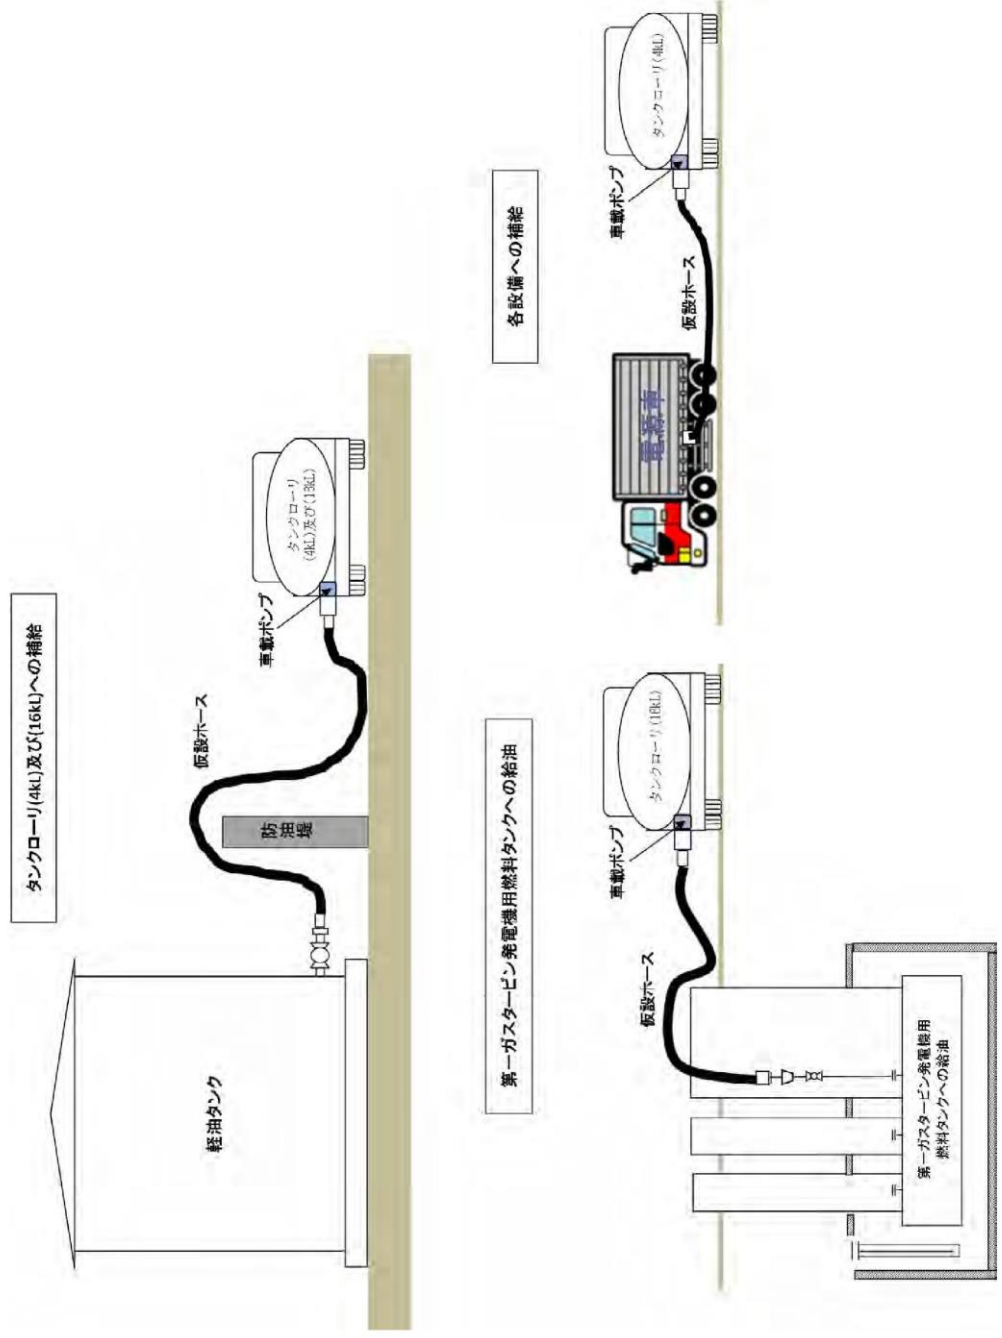 タンクローリ(4kL)及び(16kL)への補給
軽油タンク
防油堤
仮設ホース
車載ポンプ
タンクローリ
(4kL)及び(16kL)
第一ガスタービン発電機用燃料タンクへの給油
仮設ホース
車載ポンプ
タンクローリ(16kL)
第一ガスタービン発電機用
燃料タンクへの給油
各設備への補給
電源車
仮設ホース
車載ポンプ
タンクローリ(4kL)